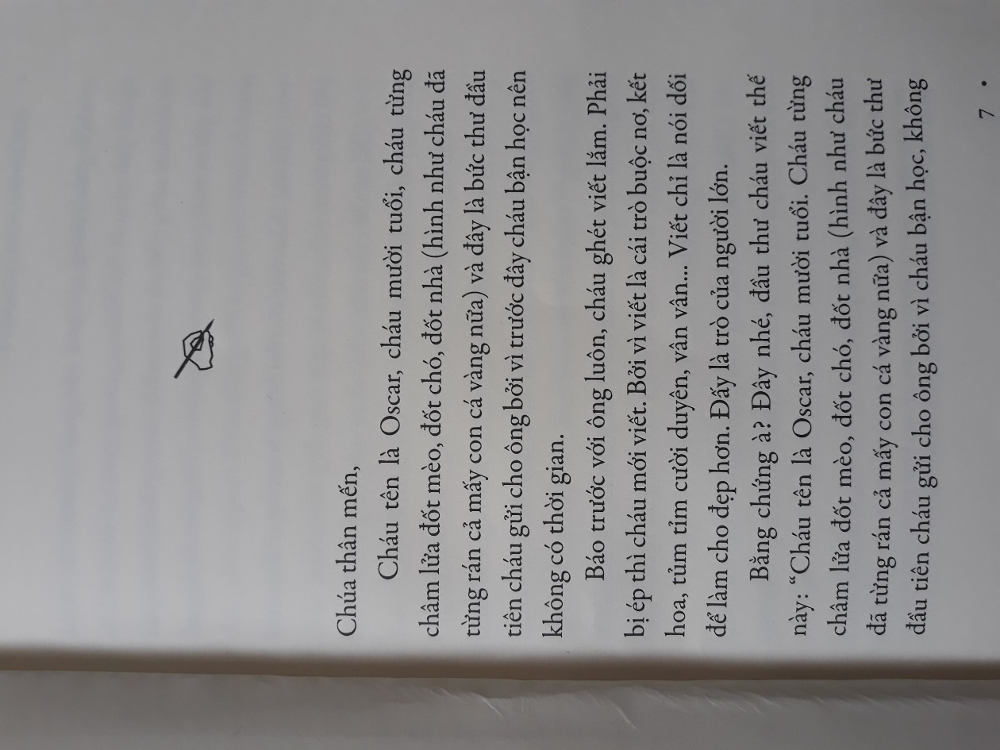 Chúa thân mến,
Cháu tên là Oscar, cháu mười tuổi, cháu từng
châm lửa đốt mèo, đốt chó, đốt nhà (hình như cháu đã
từng rán cả mấy con cá vàng nữa) và đây là bức thư đầu
tiên cháu gửi cho ông bởi vì trước đây cháu bận học nên
không có thời gian.
Báo trước với ông luôn, cháu ghét viết lắm. Phải
bị ép thì cháu mới viết. Bởi vì viết là cái trò buộc nơ, kết
hoa, tủm tỉm cười duyên, vân vân... Viết chỉ là nói dối
để làm cho đẹp hơn. Đấy là trò của người lớn.
Bằng chứng à? Đây nhé, đầu thư cháu viết thế
này: “Cháu tên là Oscar, cháu mười tuổi. Cháu từng
châm lửa đốt mèo, đốt chó, đốt nhà (hình như cháu
đã từng rán cả mấy con cá vàng nữa) và đây là bức thư
đầu tiên cháu gửi cho ông bởi vì cháu bận học, không
7 •